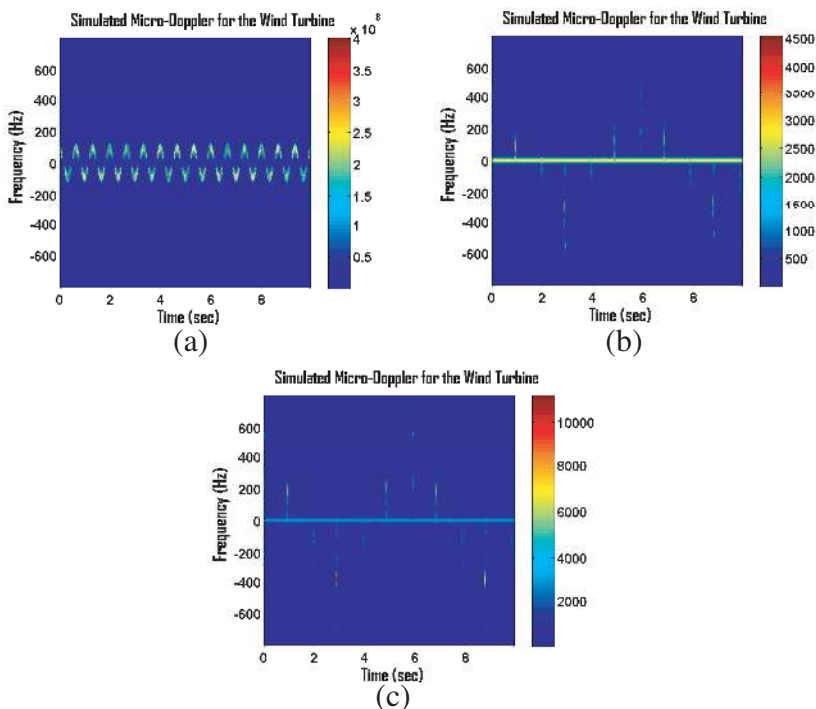 Simulated Micro-Doppler for the Wind Turbine
x 10^8
600
400
200
0
-200
-400
-600
Frequency (Hz)
0 2 4 6 8
Time (sec)
4
3.5
3
2.5
2
1.5
1
0.5
(a)
Simulated Micro-Doppler for the Wind Turbine
600
400
200
0
-200
-400
-600
Frequency (Hz)
0 2 4 6 8
Time (sec)
4500
4000
3500
3000
2500
2000
1500
1000
500
(b)
Simulated Micro-Doppler for the Wind Turbine
600
400
200
0
-200
-400
-600
Frequency (Hz)
0 2 4 6 8
Time (sec)
10000
8000
6000
4000
2000
(c)